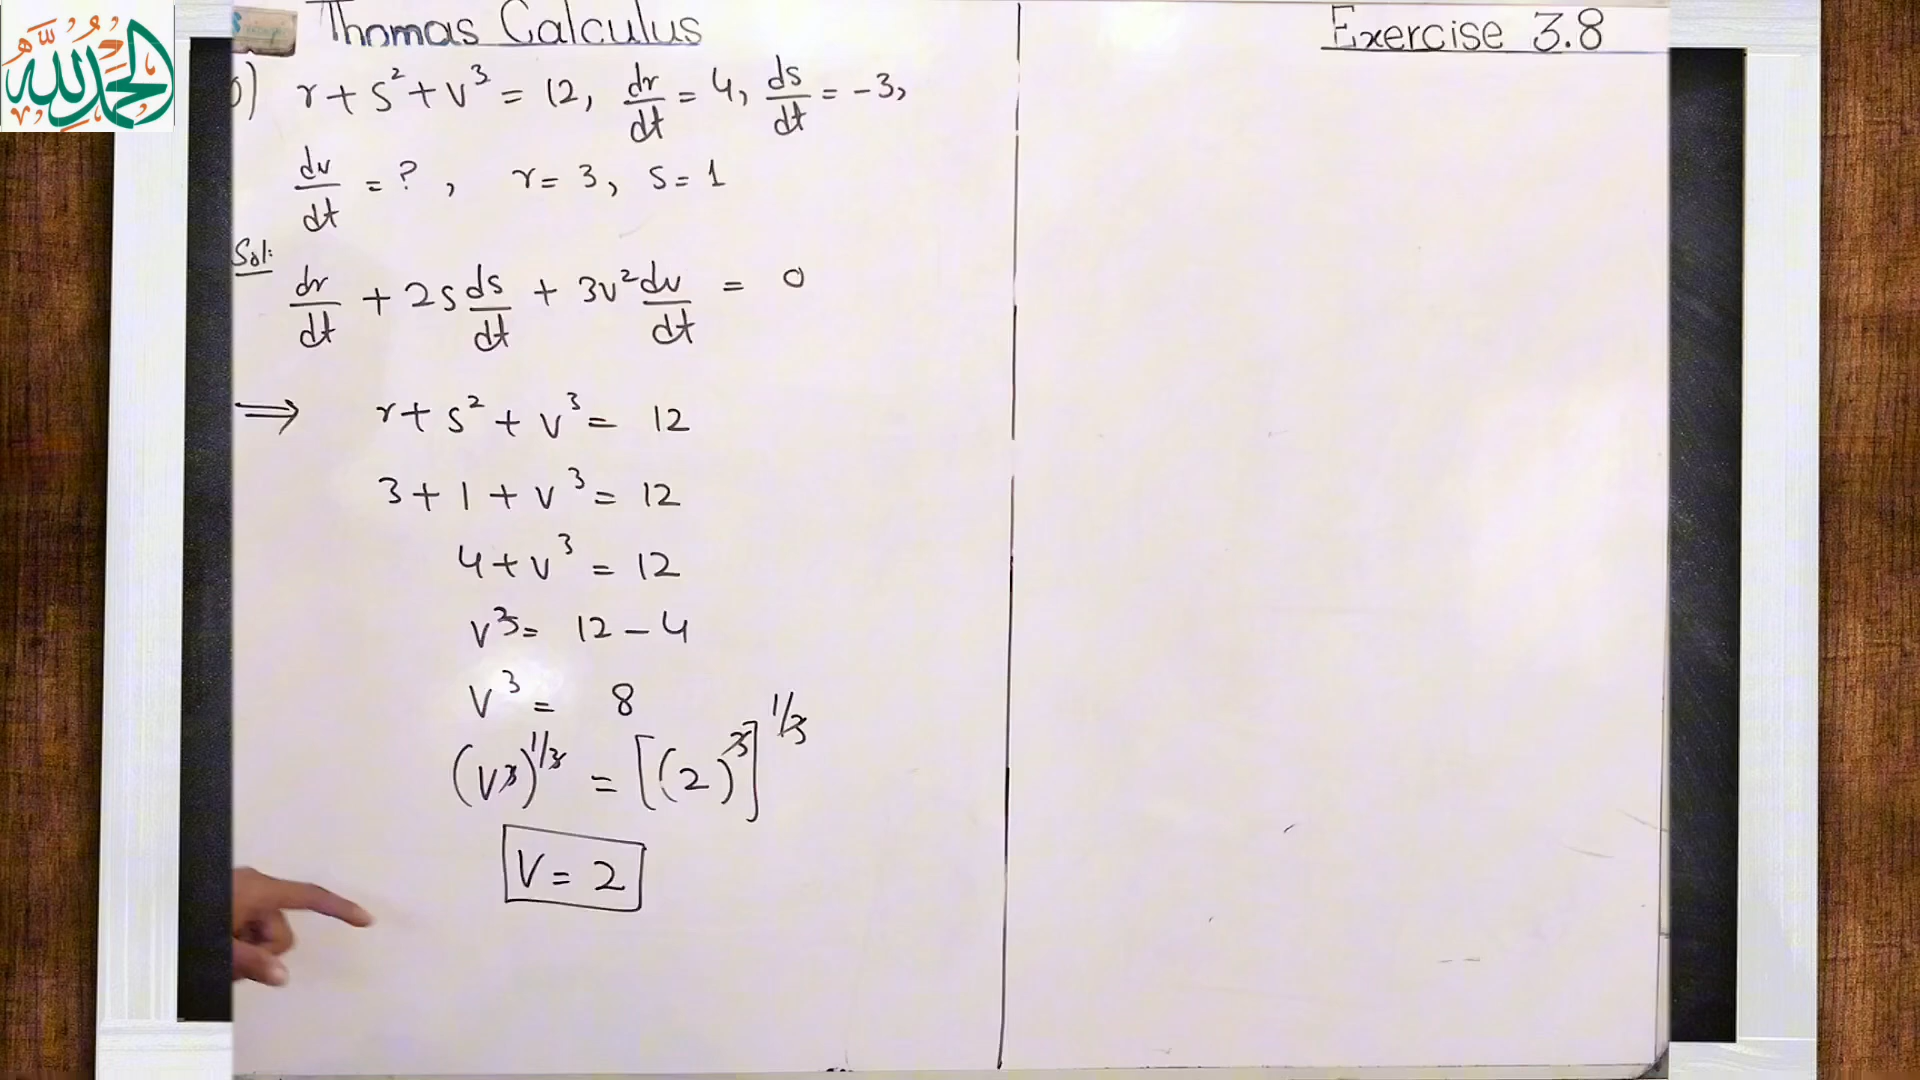 الحمد لله
Thomas Calculus
Exercise 3.8
) r + s² + v³ = 12, dr/dt = 4, ds/dt = -3,
dv/dt = ?, r = 3, s = 1
Sol:
dr/dt + 2s ds/dt + 3v² dv/dt = 0
⟹ r + s² + v³ = 12
3 + 1 + v³ = 12
4 + v³ = 12
v³ = 12 - 4
v³ = 8
(v³)^1/3 = [(2)³]^1/3
V = 2